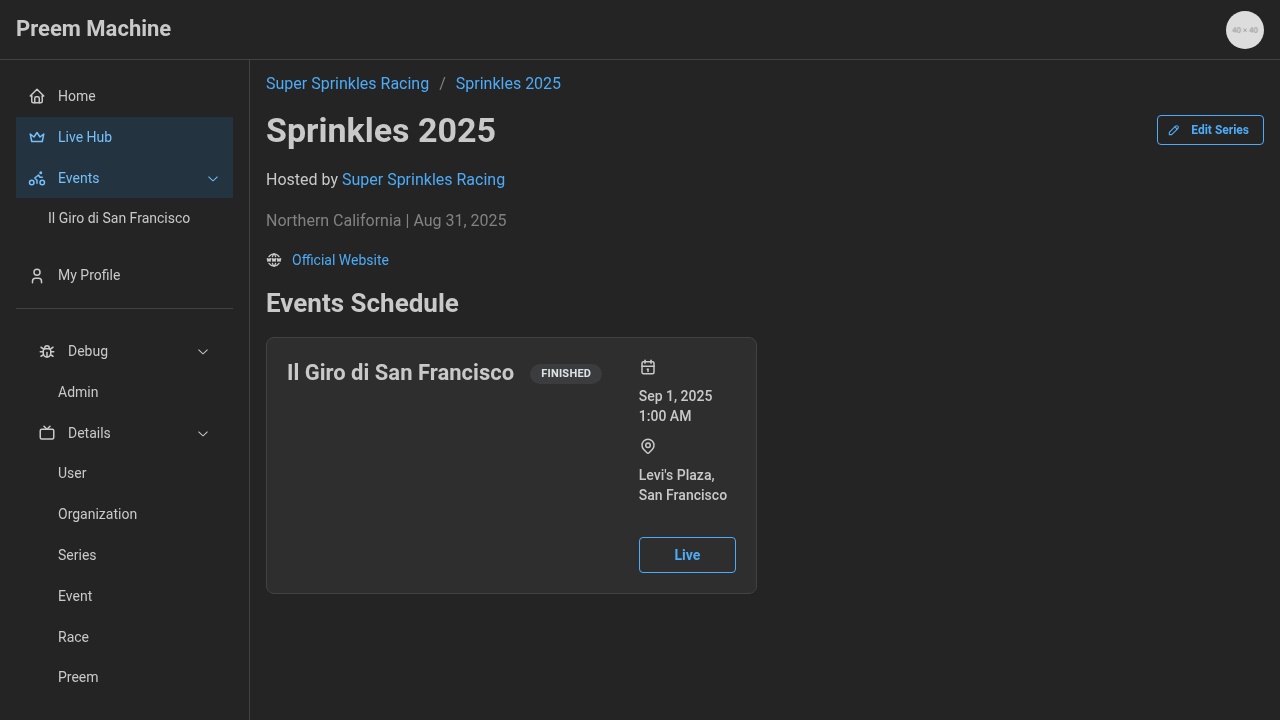 Preem Machine
40 × 40
Home
Live Hub
Events
Il Giro di San Francisco
My Profile
Debug
Admin
Details
User
Organization
Series
Event
Race
Preem
Super Sprinkles Racing / Sprinkles 2025
Sprinkles 2025
Edit Series
Hosted by Super Sprinkles Racing
Northern California | Aug 31, 2025
Official Website
Events Schedule
Il Giro di San Francisco FINISHED
Sep 1, 2025
1:00 AM
Levi's Plaza,
San Francisco
Live